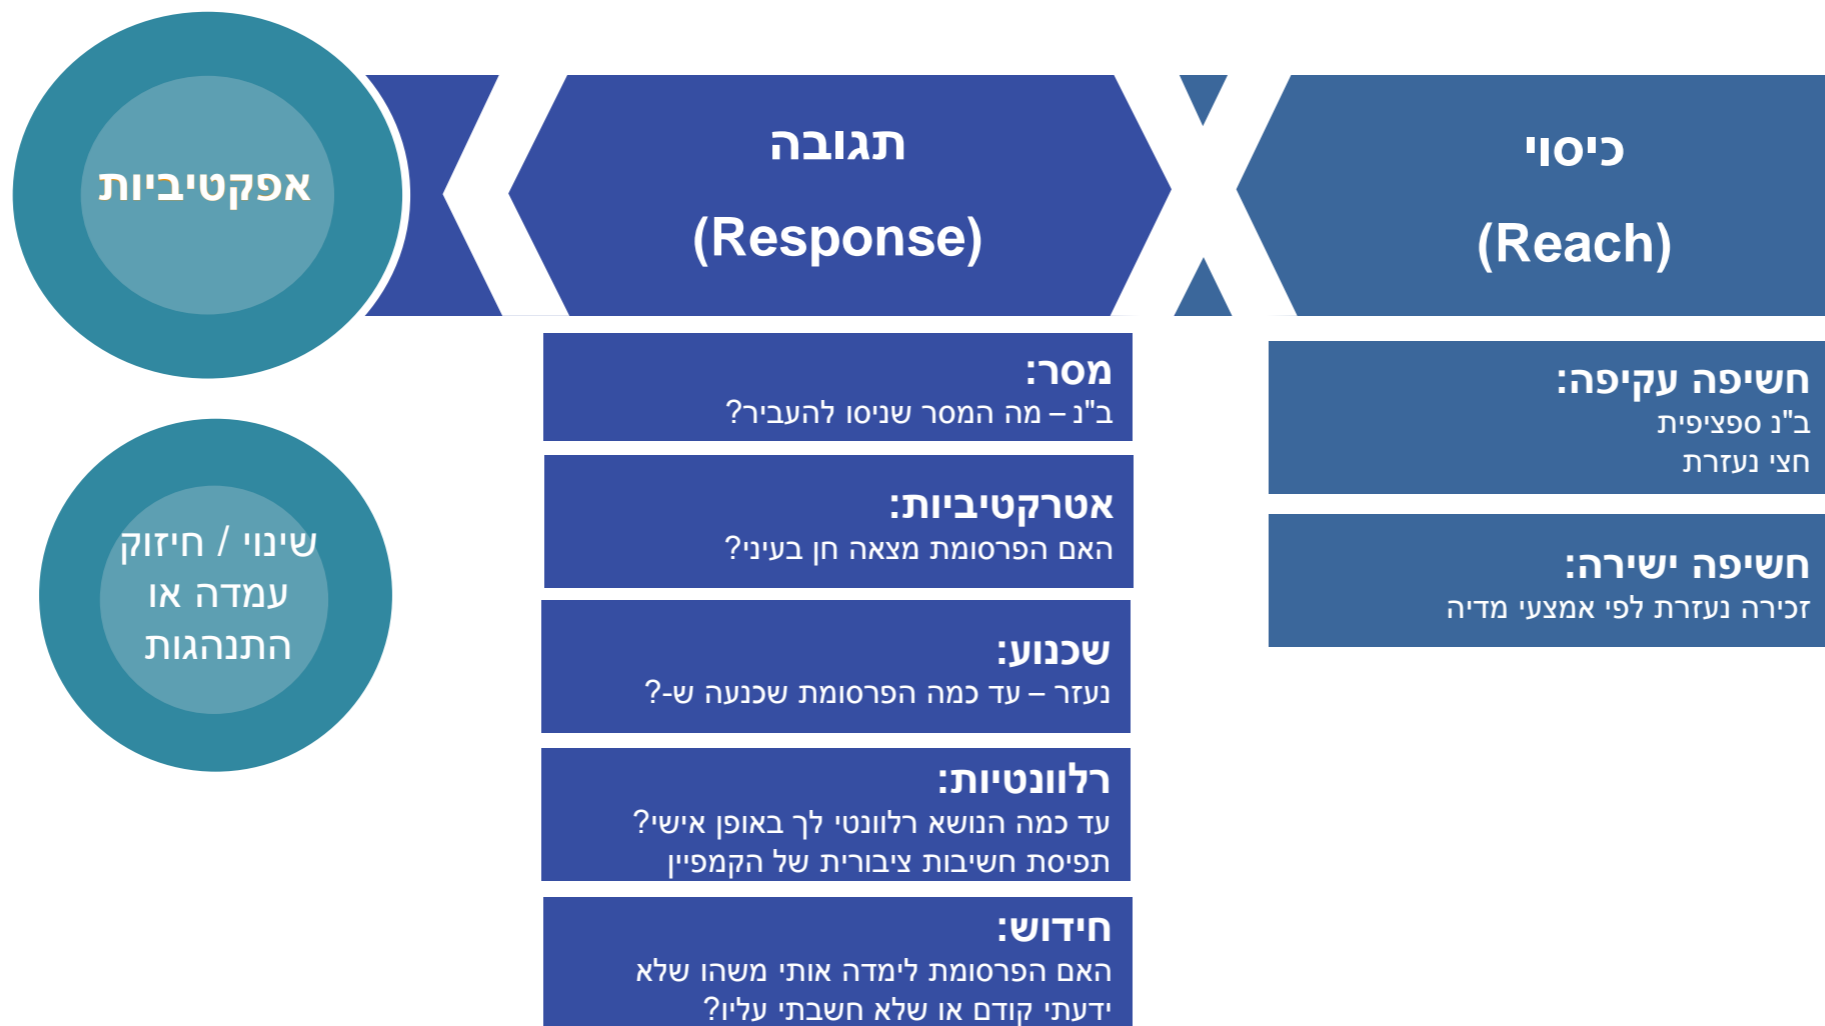 כיסוי
(Reach)
חשיפה עקיפה:
ב"נ ספציפית
חצי נעזרת
חשיפה ישירה:
זכירה נעזרת לפי אמצעי מדיה
תגובה
(Response)
מסר:
ב"נ – מה המסר שניסו להעביר?
אטרקטיביות:
האם הפרסומת מצאה חן בעיני?
שכנוע:
נעזר – עד כמה הפרסומת שכנעה ש-?
רלוונטיות:
עד כמה הנושא רלוונטי לך באופן אישי?
תפיסת חשיבות ציבורית של הקמפיין
חידוש:
האם הפרסומת לימדה אותי משהו שלא
ידעתי קודם או שלא חשבתי עליו?
אפקטיביות
שינוי / חיזוק
עמדה או
התנהגות